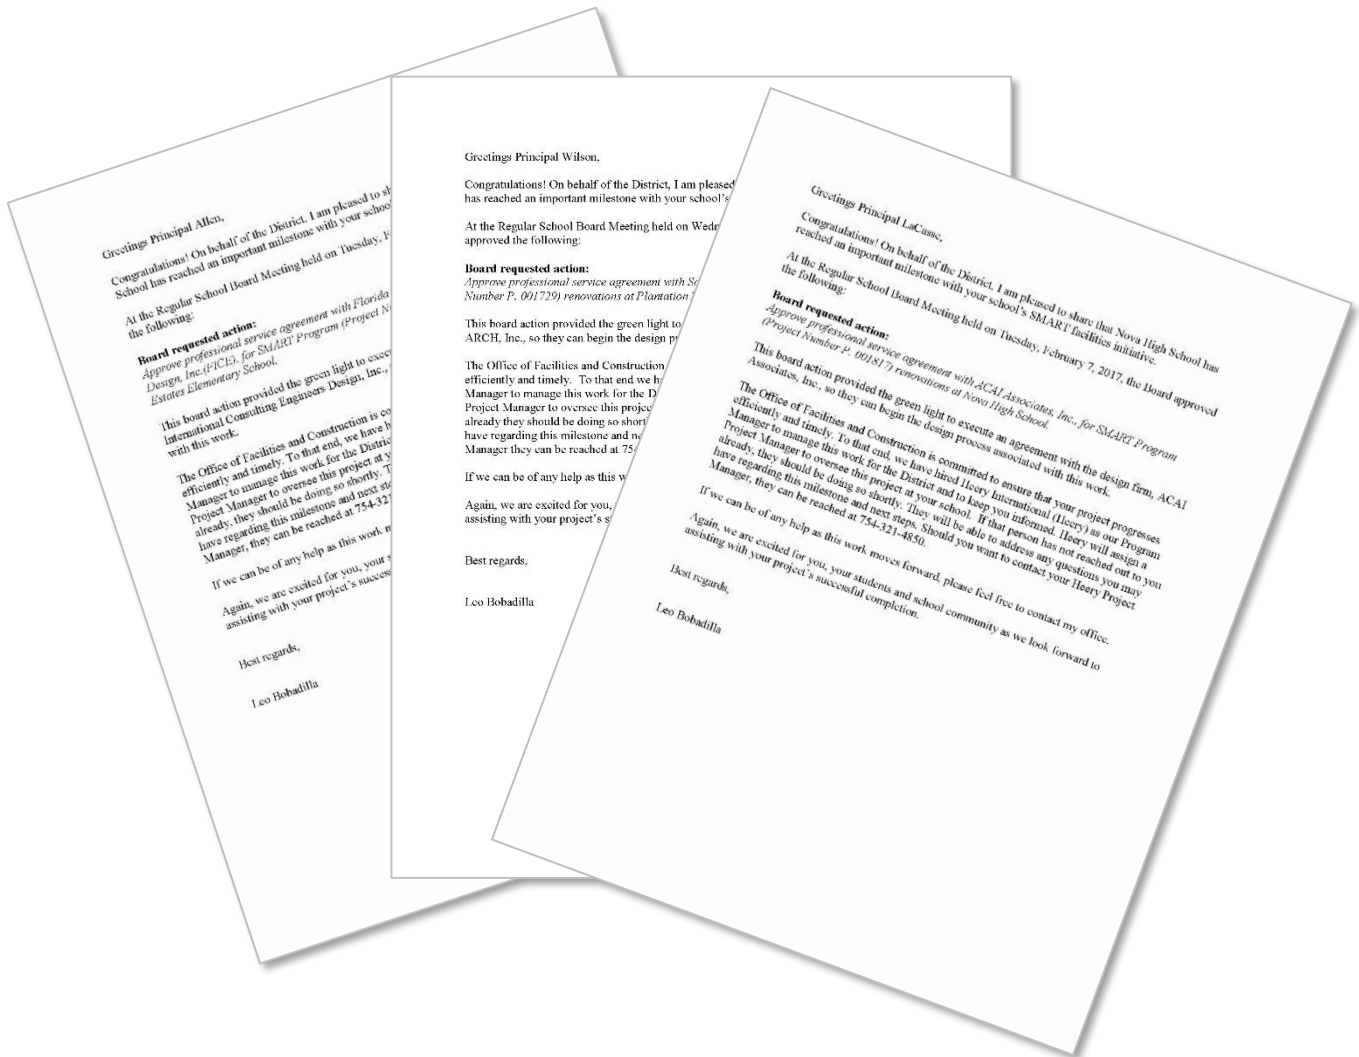 Greetings Principal Allen,
Congratulations! On behalf of the District, I am pleased to sh
School has reached an important milestone with your schoo
At the Regular School Board Meeting held on Tuesday, F
the following:
Board requested action:
Approve professional service agreement with Florida
Design, Inc.(FICE), for SMART Program (Project N
Estates Elementary School.
This board action provided the green light to exec
International Consulting Engineers Design, Inc.,
with this work.
The Office of Facilities and Construction is co
efficiently and timely. To that end, we have h
Manager to manage this work for the Distric
Project Manager to oversee this project at y
already, they should be doing so shortly. T
have regarding this milestone and next ste
Manager, they can be reached at 754-321
If we can be of any help as this work m
Again, we are excited for you, your s
assisting with your project's success
Best regards,
Leo Bobadilla
Greetings Principal Wilson,
Congratulations! On behalf of the District, I am pleased
has reached an important milestone with your school's
At the Regular School Board Meeting held on Wedn
approved the following:
Board requested action:
Approve professional service agreement with Sc
Number P. 001729) renovations at Plantation
This board action provided the green light to
ARCH, Inc., so they can begin the design pr
The Office of Facilities and Construction
efficiently and timely. To that end we ha
Manager to manage this work for the D
Project Manager to oversee this projec
already they should be doing so short
have regarding this milestone and ne
Manager they can be reached at 754
If we can be of any help as this w
Again, we are excited for you,
assisting with your project's s
Best regards,
Leo Bobadilla
Greetings Principal LaCasse,
Congratulations! On behalf of the District, I am pleased to share that Nova High School has
reached an important milestone with your school's SMART facilities initiative.
At the Regular School Board Meeting held on Tuesday, February 7, 2017, the Board approved
the following:
Board requested action:
Approve professional service agreement with ACAI Associates, Inc., for SMART Program
(Project Number P. 001817) renovations at Nova High School.
This board action provided the green light to execute an agreement with the design firm, ACAI
Associates, Inc., so they can begin the design process associated with this work.
The Office of Facilities and Construction is committed to ensure that your project progresses
efficiently and timely. To that end, we have hired Heery International (Heery) as our Program
Manager to manage this work for the District and to keep you informed. Heery will assign a
Project Manager to oversee this project at your school. If that person has not reached out to you
already, they should be doing so shortly. They will be able to address any questions you may
have regarding this milestone and next steps. Should you want to contact your Heery Project
Manager, they can be reached at 754-321-4850.
If we can be of any help as this work moves forward, please feel free to contact my office.
Again, we are excited for you, your students and school community as we look forward to
assisting with your project's successful completion.
Best regards,
Leo Bobadilla